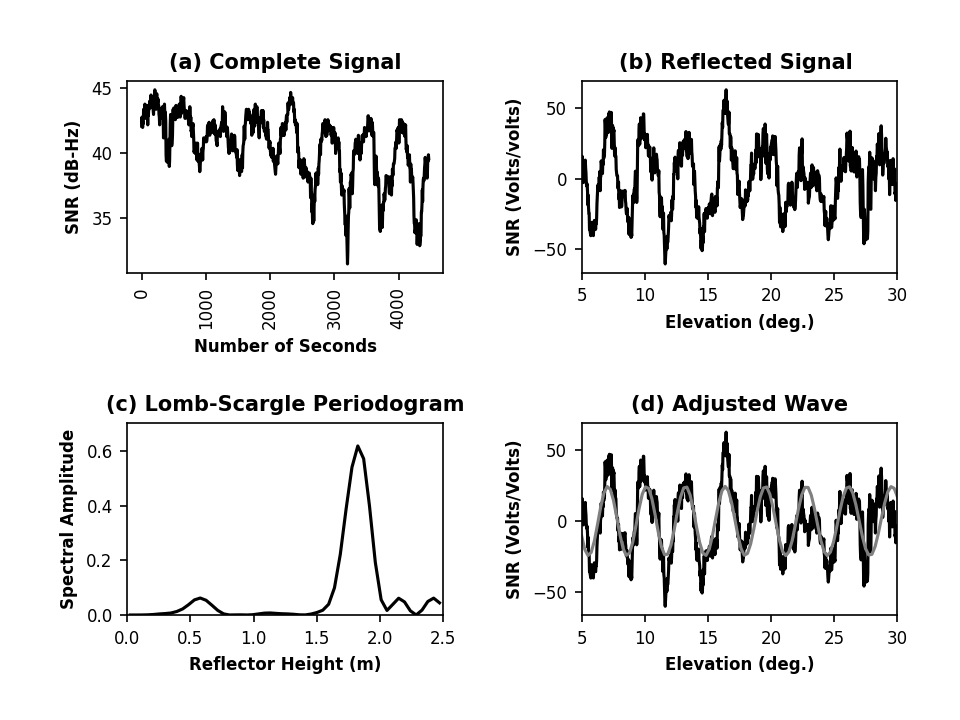 (a) Complete Signal
SNR (dB-Hz)
45
40
35
0
1000
2000
3000
4000
Number of Seconds
(b) Reflected Signal
SNR (Volts/volts)
50
0
−50
5 10 15 20 25 30
Elevation (deg.)
(c) Lomb-Scargle Periodogram
Spectral Amplitude
0.6
0.4
0.2
0.0
0.0 0.5 1.0 1.5 2.0 2.5
Reflector Height (m)
(d) Adjusted Wave
SNR (Volts/Volts)
50
0
−50
5 10 15 20 25 30
Elevation (deg.)